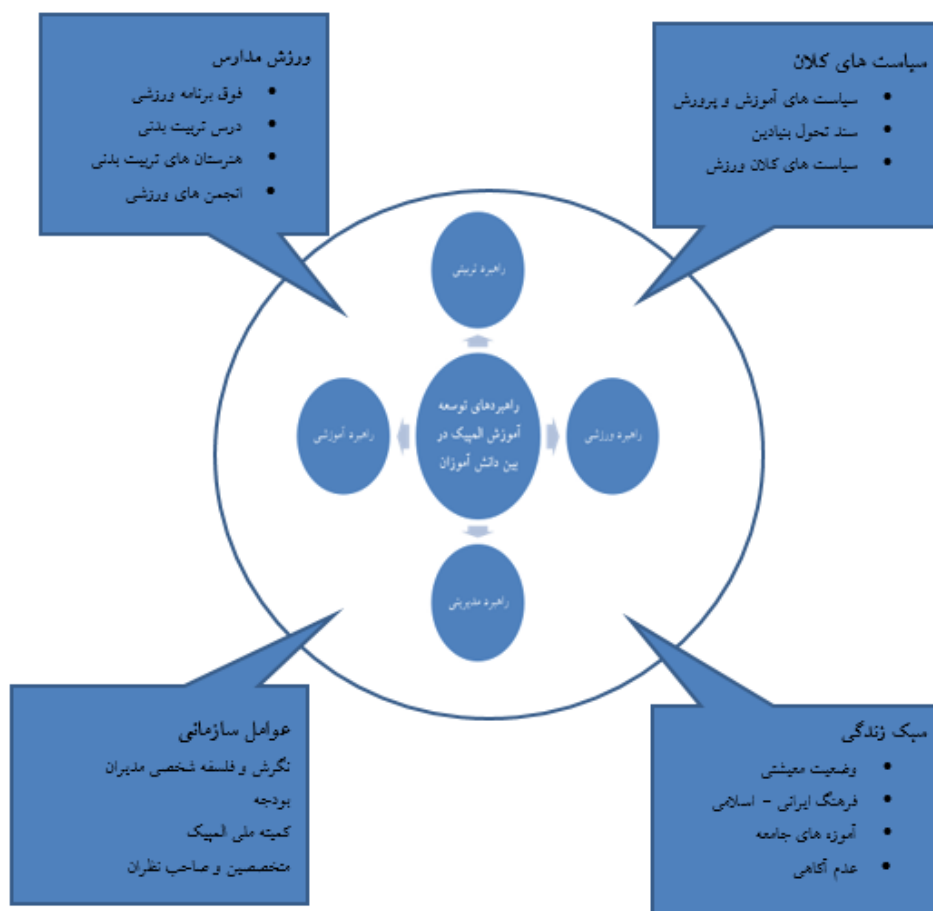 سیاست های کلان
سیاست های آموزش و پرورش
سند تحول بنیادین
سیاست های کلان ورزش
ورزش مدارس
فوق برنامه ورزشی
درس تربیت بدنی
هنرستان های تربیت بدنی
انجمن های ورزشی
راهبرد تربیتی
راهبرد ورزشی
راهبردهای توسعه
آموزش المپیک در
بین دانش آموزان
راهبرد آموزشی
راهبرد مدیریتی
سبک زندگی
وضعیت معیشتی
فرهنگ ایرانی - اسلامی
آموزه های جامعه
عدم آگاهی
عوامل سازمانی
نگرش و فلسفه شخصی مدیران
بودجه
کمیته ملی المپیک
متخصصین و صاحب نظران